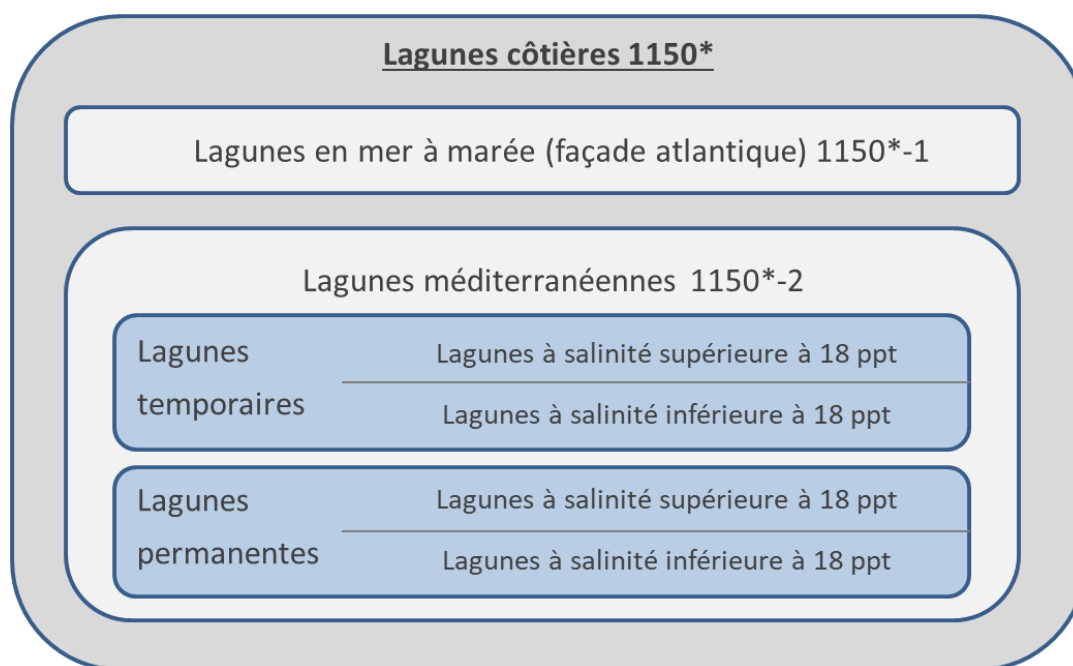 Lagunes côtières 1150*
Lagunes en mer à marée (façade atlantique) 1150*-1
Lagunes méditerranéennes 1150*-2
Lagunes
temporaires
Lagunes à salinité supérieure à 18 ppt
Lagunes à salinité inférieure à 18 ppt
Lagunes
permanentes
Lagunes à salinité supérieure à 18 ppt
Lagunes à salinité inférieure à 18 ppt